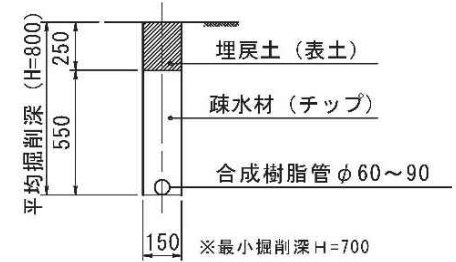 平均掘削深（H=800）
250
550
埋戻土（表土）
疎水材（チップ）
合成樹脂管φ60～90
150
※最小掘削深H=700